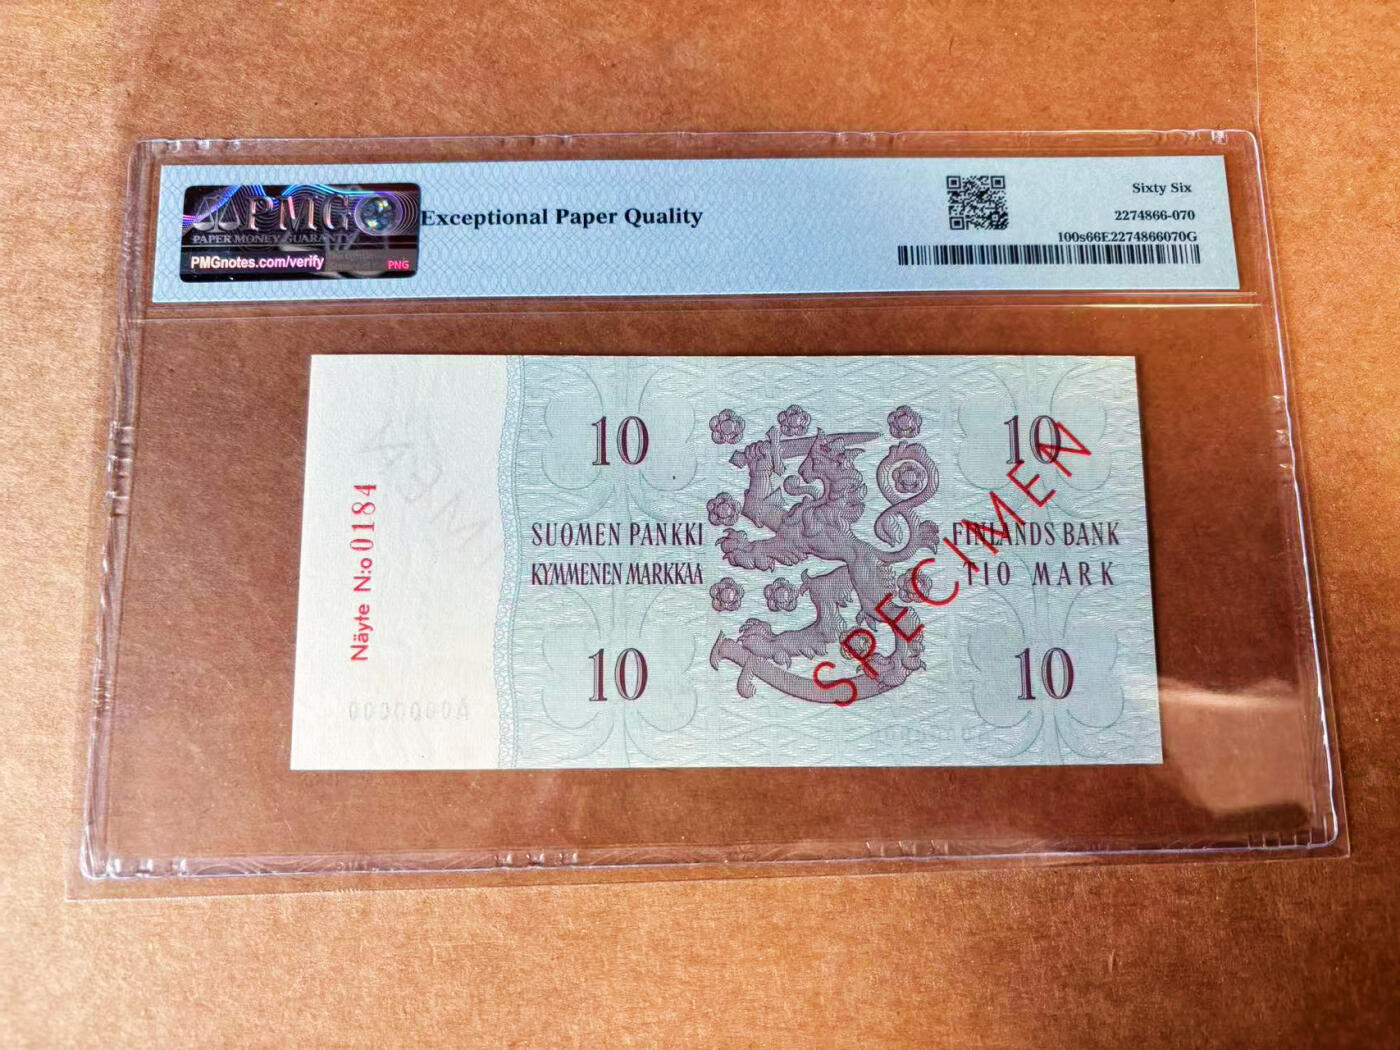 PMG
PAPER MONEY GUARANTY
PMGnotes.com/verify
PNG
Exceptional Paper Quality
Sixty Six
2274866-070
100s66E2274866070G
10
10
SUOMEN PANKKI
FINLANDS BANK
KYMMENEN MARKKAA
TIO MARK
10
10
SPECIMEN
Näyte N:o 0184